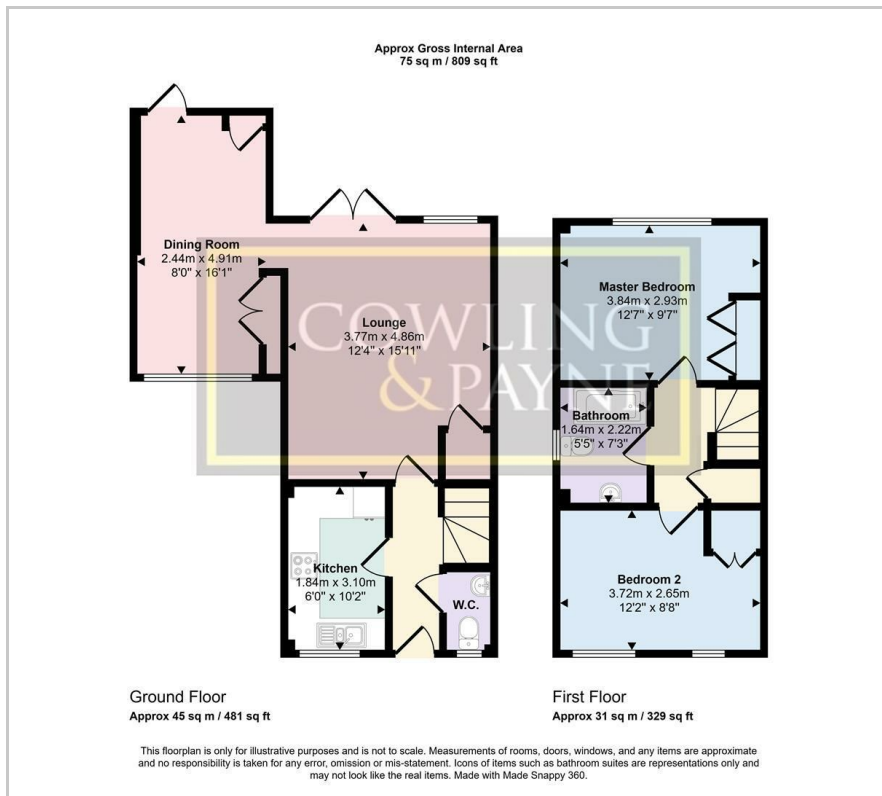 Approx Gross Internal Area
75 sq m / 809 sq ft
Dining Room
2.44m x 4.91m
8'0" x 16'1"
Lounge
3.77m x 4.86m
12'4" x 15'11"
Kitchen
1.84m x 3.10m
6'0" x 10'2"
W.C.
Master Bedroom
3.84m x 2.93m
12'7" x 9'7"
Bathroom
1.64m x 2.22m
5'5" x 7'3"
Bedroom 2
3.72m x 2.65m
12'2" x 8'8"
COWLING
&PAYNE
Ground Floor
Approx 45 sq m / 481 sq ft
First Floor
Approx 31 sq m / 329 sq ft
This floorplan is only for illustrative purposes and is not to scale. Measurements of rooms, doors, windows, and any items are approximate
and no responsibility is taken for any error, omission or mis-statement. Icons of items such as bathroom suites are representations only and
may not look like the real items. Made with Made Snappy 360.